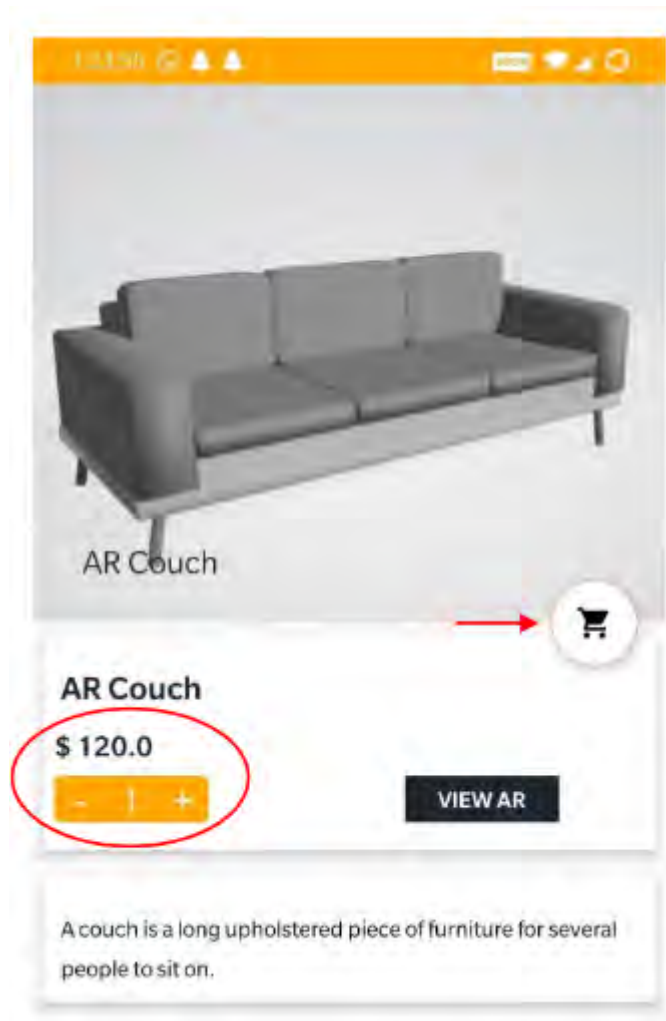 AR Couch
AR Couch
$ 120.0
- 1 +
VIEW AR
A couch is a long upholstered piece of furniture for several
people to sit on.